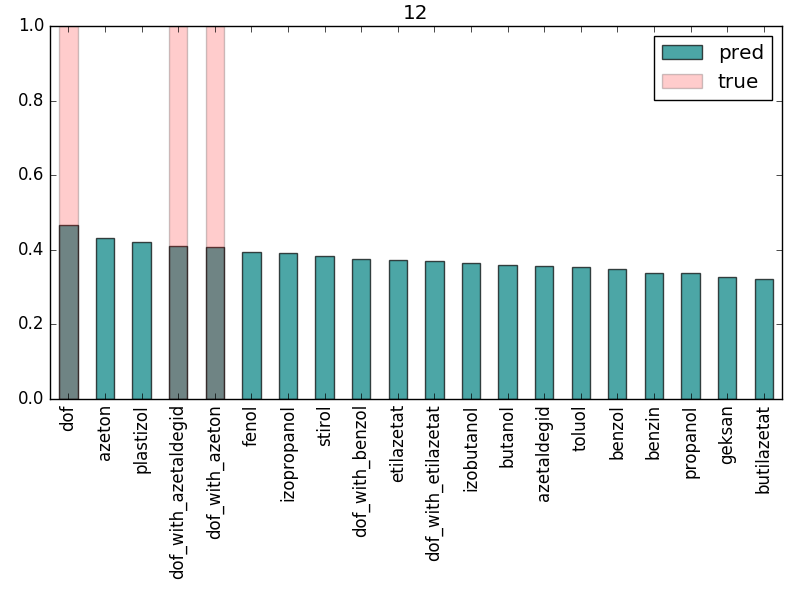 12
1.0
0.8
0.6
0.4
0.2
0.0
pred
true
dof
azeton
plastizol
dof_with_azetaldegid
dof_with_azeton
fenol
izopropanol
stirol
dof_with_benzol
etilazetat
dof_with_etilazetat
izobutanol
butanol
azetaldegid
toluol
benzol
benzin
propanol
geksan
butilazetat